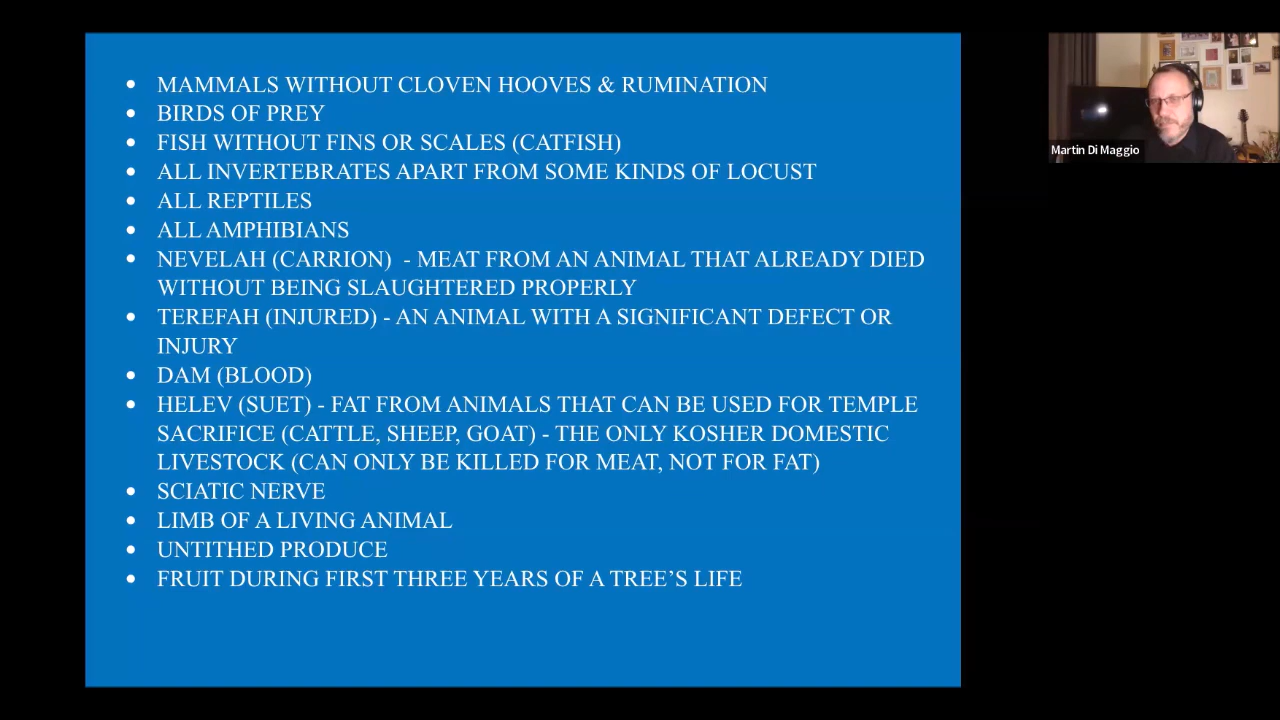 • MAMMALS WITHOUT CLOVEN HOOVES & RUMINATION
• BIRDS OF PREY
• FISH WITHOUT FINS OR SCALES (CATFISH)
• ALL INVERTEBRATES APART FROM SOME KINDS OF LOCUST
• ALL REPTILES
• ALL AMPHIBIANS
• NEVELAH (CARRION)  - MEAT FROM AN ANIMAL THAT ALREADY DIED
WITHOUT BEING SLAUGHTERED PROPERLY
• TEREFAH (INJURED) - AN ANIMAL WITH A SIGNIFICANT DEFECT OR
INJURY
• DAM (BLOOD)
• HELEV (SUET) - FAT FROM ANIMALS THAT CAN BE USED FOR TEMPLE
SACRIFICE (CATTLE, SHEEP, GOAT) - THE ONLY KOSHER DOMESTIC
LIVESTOCK (CAN ONLY BE KILLED FOR MEAT, NOT FOR FAT)
• SCIATIC NERVE
• LIMB OF A LIVING ANIMAL
• UNTITHED PRODUCE
• FRUIT DURING FIRST THREE YEARS OF A TREE’S LIFE
Martin Di Maggio